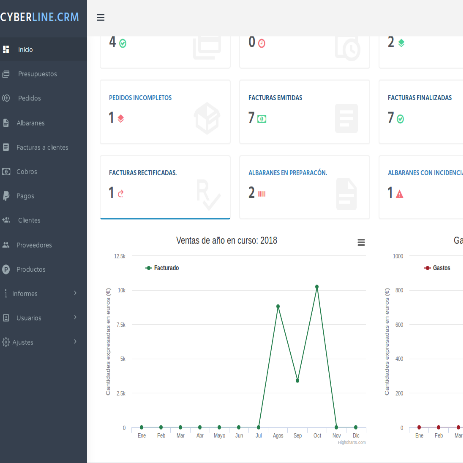 CYBERLINE.CRM
Inicio
Presupuestos
Pedidos
Albaranes
Facturas a clientes
Cobros
Pagos
Clientes
Proveedores
Productos
Informes
Usuarios
Ajustes
4
0
2
PEDIDOS INCOMPLETOS
1
FACTURAS EMITIDAS
7
FACTURAS FINALIZADAS
7
FACTURAS RECTIFICADAS.
1
ALBARANES EN PREPARACIÓN.
2
ALBARANES CON INCIDENCI
1
Ventas de año en curso: 2018
Facturado
Cantidades expresadas en euros (€)
12.5k
10k
7.5k
5k
2.5k
0
Ene Feb Mar Abr Mayo Jun Jul Agos Sep Oct Nov Dic
Highcharts.com
Ga
Gastos
Cantidades expresadas en euros (€)
1000
800
600
400
200
0
Ene Feb Mar